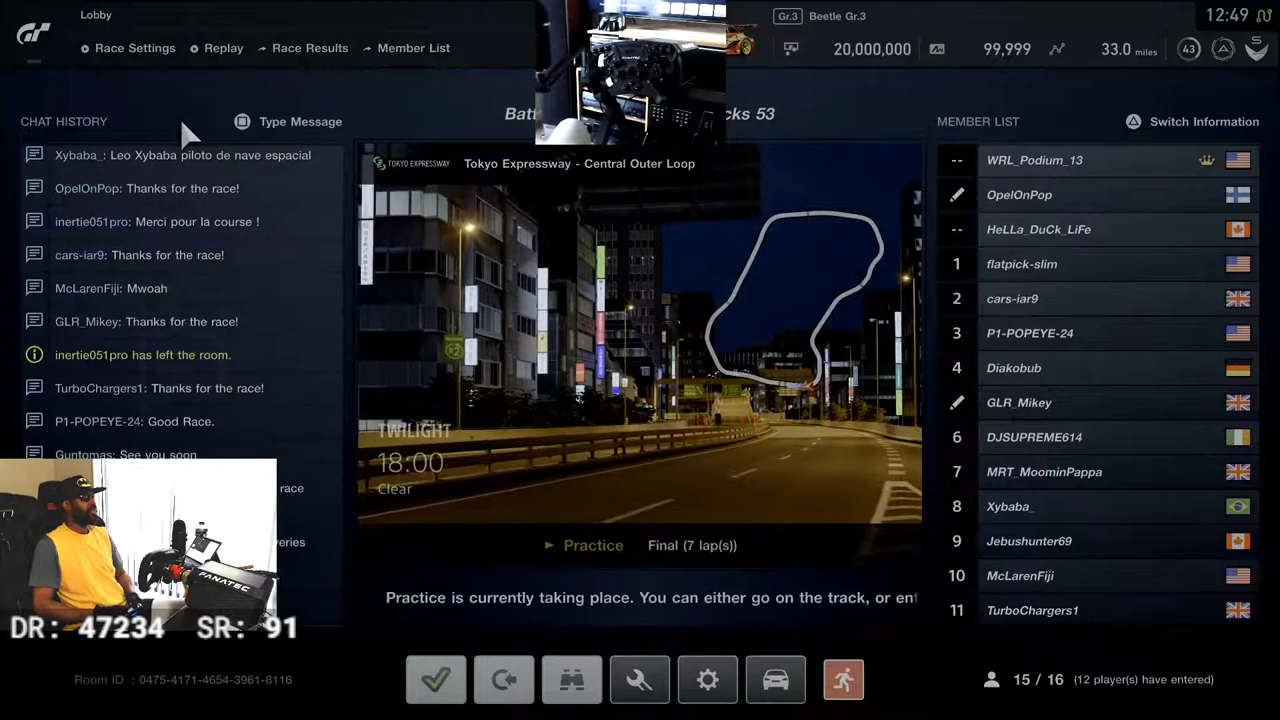 Lobby
Race Settings Replay Race Results Member List
Gr.3 Beetle Gr.3
12:49
20,000,000 99,999 33.0 miles 43
CHAT HISTORY
Type Message
Xybaba_: Leo Xybaba piloto de nave espacial
OpelOnPop: Thanks for the race!
inertie051pro: Merci pour la course !
cars-iar9: Thanks for the race!
McLarenFiji: Mwoah
GLR_Mikey: Thanks for the race!
inertie051pro has left the room.
TurboChargers1: Thanks for the race!
P1-POPEYE-24: Good Race.
Guntomas: See you soon
race
veries
FANATEC
DR: 47234 SR: 91
Room ID : 0475-4171-4654-3961-8116
Batt
cks 53
TOKYO EXPRESSWAY Tokyo Expressway - Central Outer Loop
TWILIGHT
18:00
Clear
Practice Final (7 lap(s))
Practice is currently taking place. You can either go on the track, or ent
MEMBER LIST
Switch Information
-- WRL_Podium_13
OpelOnPop
-- HeLLa_DuCk_LiFe
1 flatpick-slim
2 cars-iar9
3 P1-POPEYE-24
4 Diakobub
GLR_Mikey
6 DJSUPREME614
7 MRT_MoominPappa
8 Xybaba_
9 Jebushunter69
10 McLarenFiji
11 TurboChargers1
15 / 16 (12 player(s) have entered)